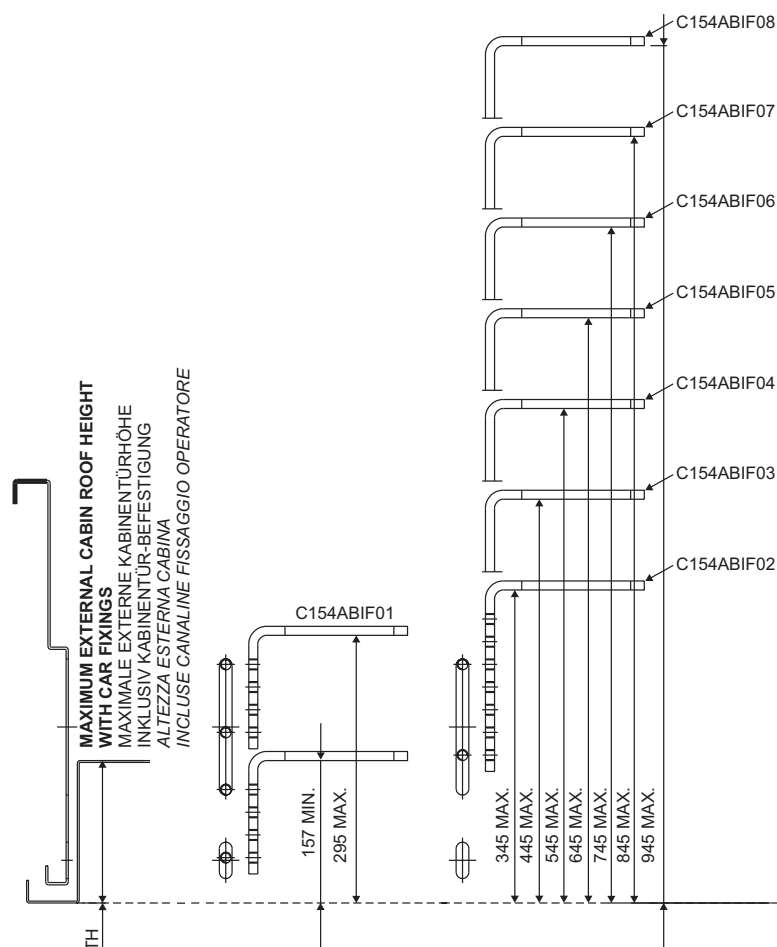 C154ABIF08
C154ABIF07
C154ABIF06
C154ABIF05
C154ABIF04
C154ABIF03
C154ABIF02
MAXIMUM EXTERNAL CABIN ROOF HEIGHT
WITH CAR FIXINGS
MAXIMALE EXTERNE KABINENTÜRHÖHE
INKLUSIV KABINENTÜR-BEFESTIGUNG
ALTEZZA ESTERNA CABINA
INCLUSE CANALINE FISSAGGIO OPERATORE
C154ABIF01
157 MIN.
295 MAX.
345 MAX.
445 MAX.
545 MAX.
645 MAX.
745 MAX.
845 MAX.
945 MAX.